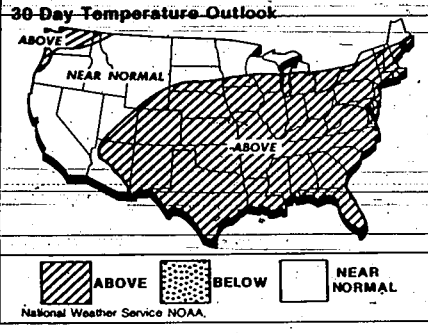 30 Day Temperature Outlook
ABOVE
NEAR NORMAL
ABOVE
ABOVE
BELOW
NEAR
NORMAL
National Weather Service NOAA,